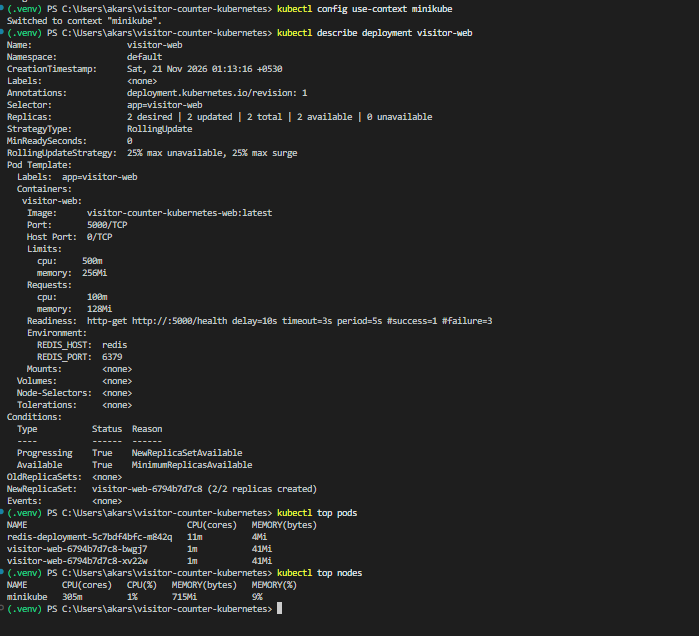 (.venv) PS C:\Users\akars\visitor-counter-kubernetes> kubectl config use-context minikube
Switched to context "minikube".
(.venv) PS C:\Users\akars\visitor-counter-kubernetes> kubectl describe deployment visitor-web
Name:                   visitor-web
Namespace:              default
CreationTimestamp:      Sat, 21 Nov 2026 01:13:16 +0530
Labels:                 <none>
Annotations:            deployment.kubernetes.io/revision: 1
Selector:               app=visitor-web
Replicas:               2 desired | 2 updated | 2 total | 2 available | 0 unavailable
StrategyType:           RollingUpdate
MinReadySeconds:        0
RollingUpdateStrategy:  25% max unavailable, 25% max surge
Pod Template:
  Labels:  app=visitor-web
  Containers:
   visitor-web:
    Image:      visitor-counter-kubernetes-web:latest
    Port:       5000/TCP
    Host Port:  0/TCP
    Limits:
      cpu:     500m
      memory:  256Mi
    Requests:
      cpu:      100m
      memory:   128Mi
    Readiness:  http-get http://:5000/health delay=10s timeout=3s period=5s #success=1 #failure=3
    Environment:
      REDIS_HOST:  redis
      REDIS_PORT:  6379
    Mounts:        <none>
  Volumes:         <none>
  Node-Selectors:  <none>
  Tolerations:     <none>
Conditions:
  Type           Status  Reason
  ----           ------  ------
  Progressing    True    NewReplicaSetAvailable
  Available      True    MinimumReplicasAvailable
OldReplicaSets:  <none>
NewReplicaSet:   visitor-web-6794b7d7c8 (2/2 replicas created)
Events:          <none>
(.venv) PS C:\Users\akars\visitor-counter-kubernetes> kubectl top pods
NAME                                CPU(cores)   MEMORY(bytes)
redis-deployment-5c7bdf4bfc-m842q   11m          4Mi
visitor-web-6794b7d7c8-bwgj7        1m           41Mi
visitor-web-6794b7d7c8-xv22w        1m           41Mi
(.venv) PS C:\Users\akars\visitor-counter-kubernetes> kubectl top nodes
NAME       CPU(cores)   CPU(%)   MEMORY(bytes)   MEMORY(%)
minikube   305m         1%       715Mi           9%
(.venv) PS C:\Users\akars\visitor-counter-kubernetes>